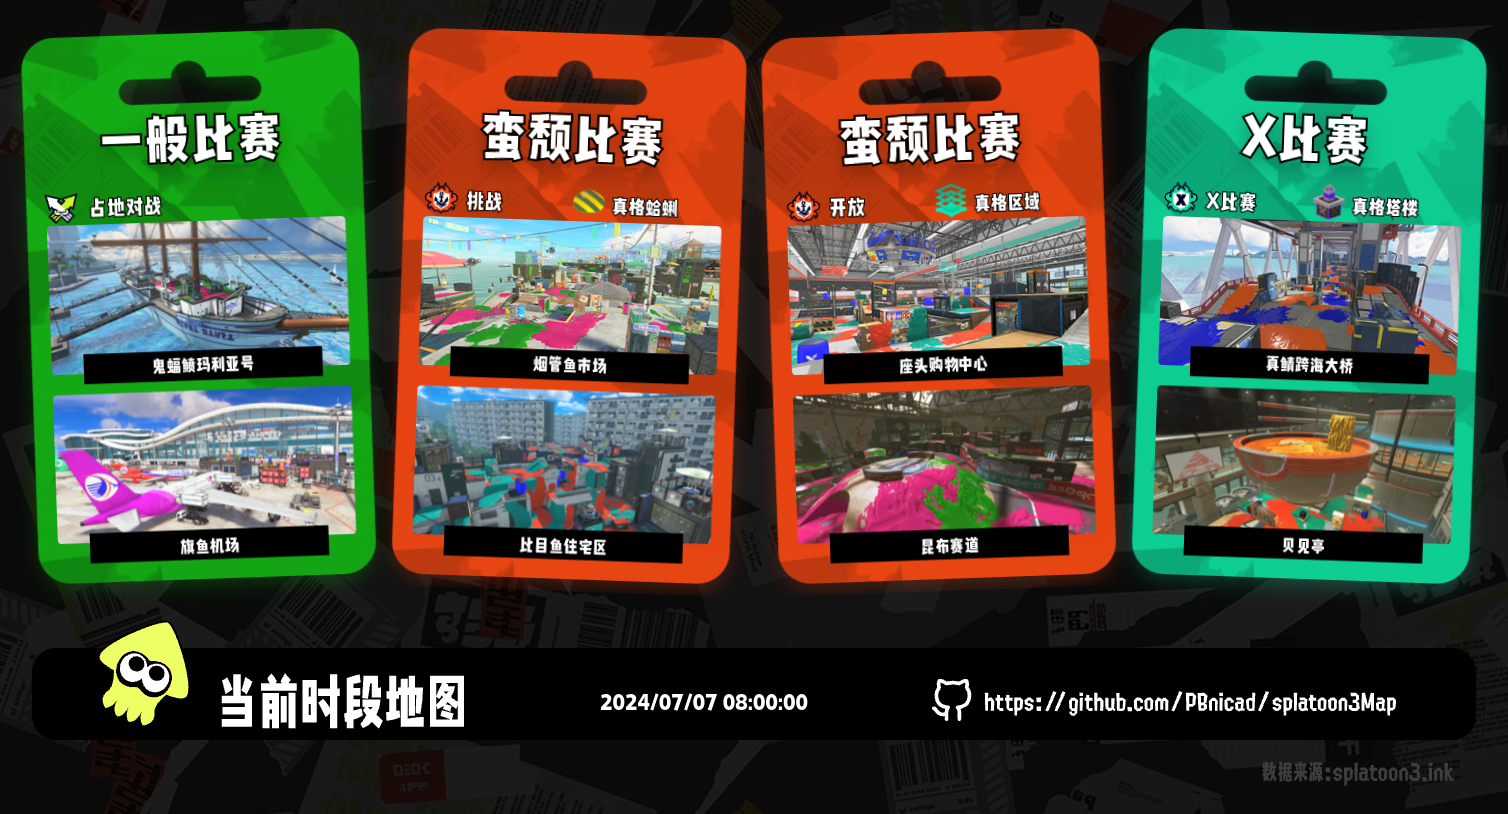 一般比赛
占地对战
鬼蝠鲼玛利亚号
旗鱼机场
蛮颓比赛
挑战
真格蛤蜊
烟管鱼市场
比目鱼住宅区
蛮颓比赛
开放
真格区域
座头购物中心
昆布赛道
X比赛
X比赛
真格塔楼
真鲭跨海大桥
贝见亭
当前时段地图
2024/07/07 08:00:00
https://github.com/PBnicad/splatoon3Map
数据来源:splatoon3.ink